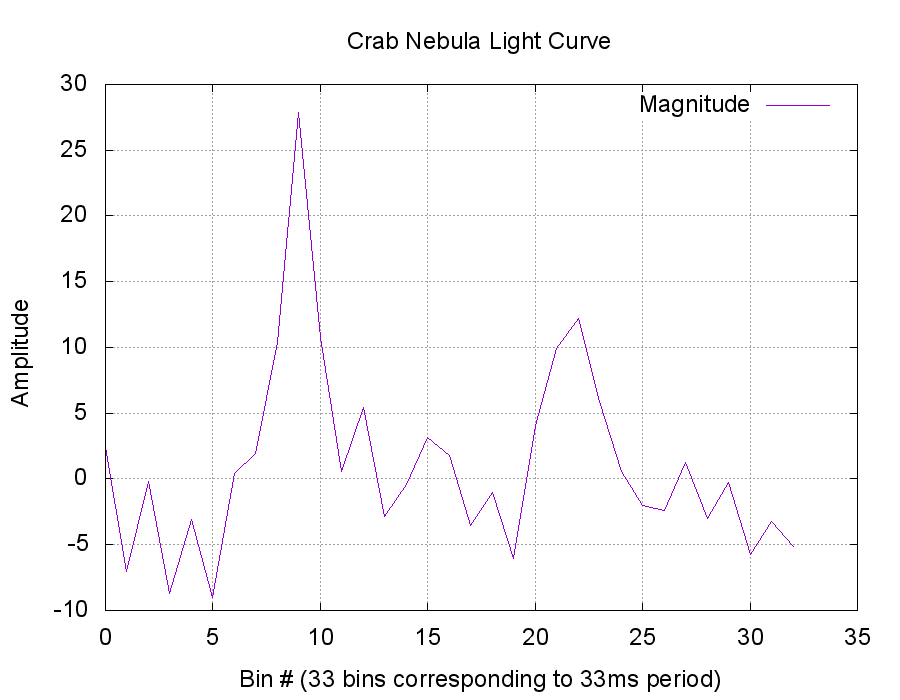 Crab Nebula Light Curve
Magnitude
30
25
20
15
10
5
0
-5
-10
Amplitude
0 5 10 15 20 25 30 35
Bin # (33 bins corresponding to 33ms period)